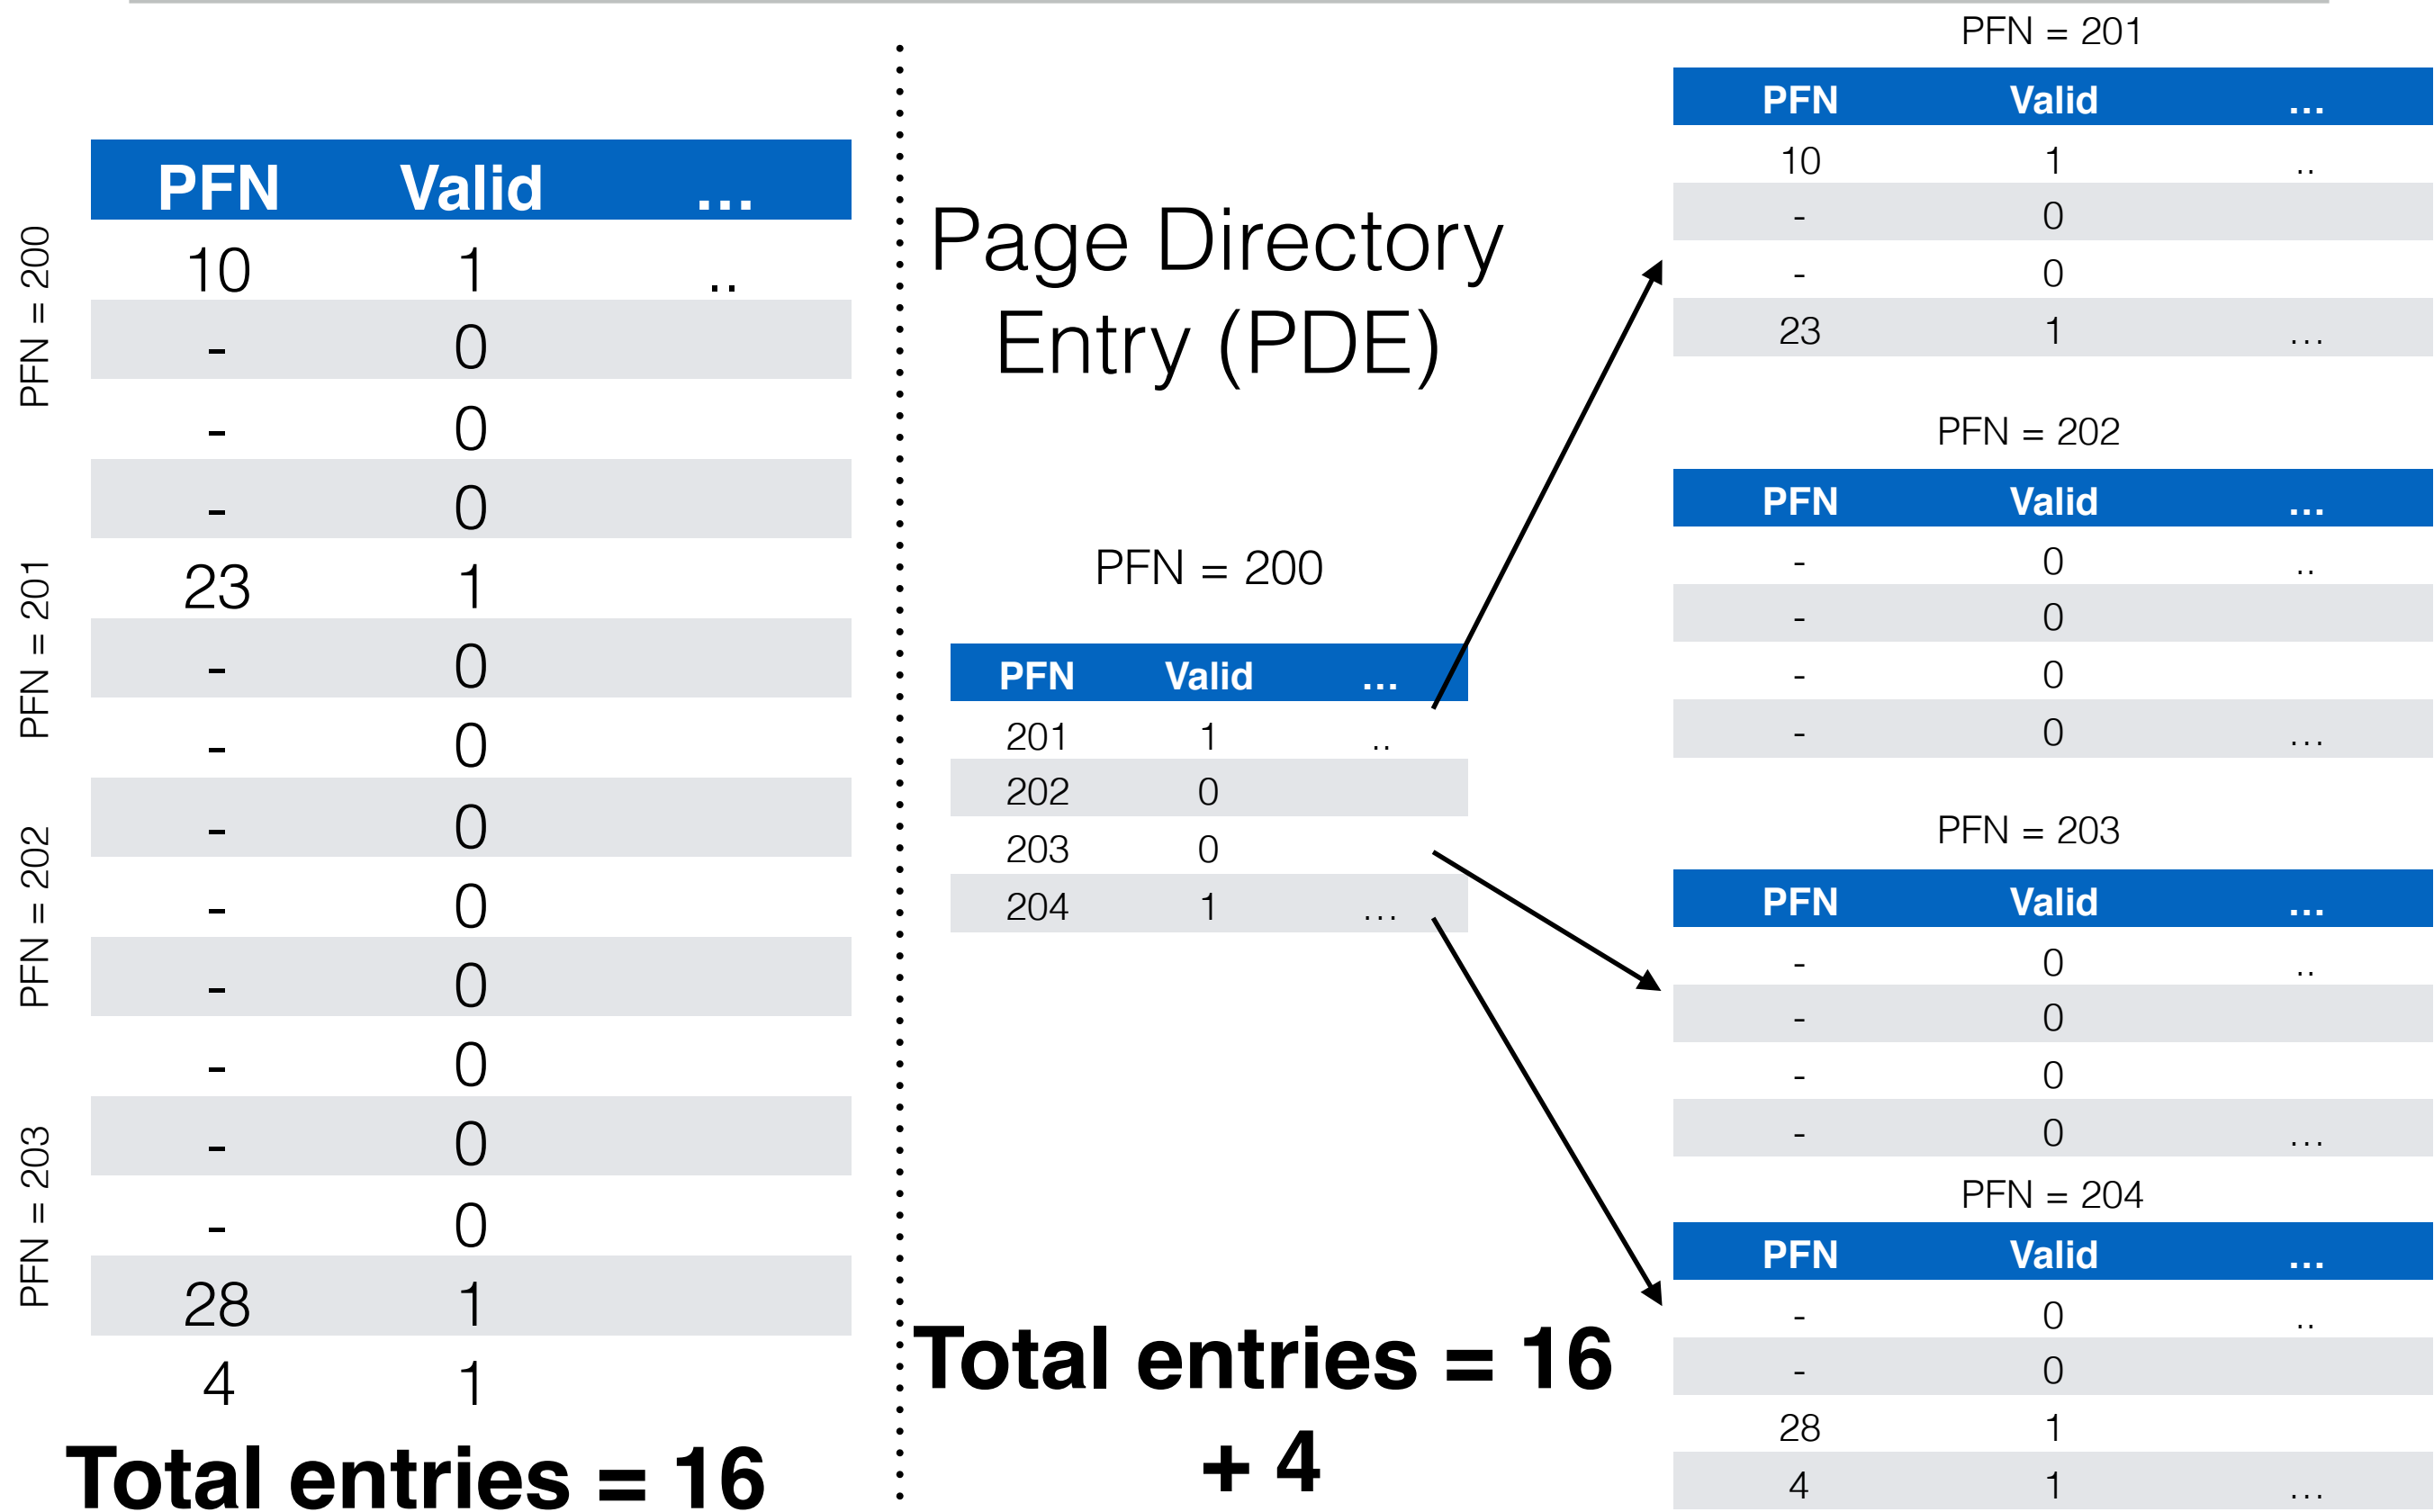 PFN Valid ...
PFN = 200
10 1 ..
- 0
- 0
- 0
PFN = 201
23 1
- 0
- 0
- 0
PFN = 202
- 0
- 0
- 0
- 0
PFN = 203
- 0
28 1
4 1
Total entries = 16
Page Directory
Entry (PDE)
PFN = 200
PFN Valid ...
201 1 ..
202 0
203 0
204 1 ...
Total entries = 16
+ 4
PFN = 201
PFN Valid ...
10 1 ..
- 0
- 0
23 1 ...
PFN = 202
PFN Valid ...
- 0 ..
- 0
- 0
- 0 ...
PFN = 203
PFN Valid ...
- 0 ..
- 0
- 0
- 0 ...
PFN = 204
PFN Valid ...
- 0 ..
- 0
28 1
4 1 ...